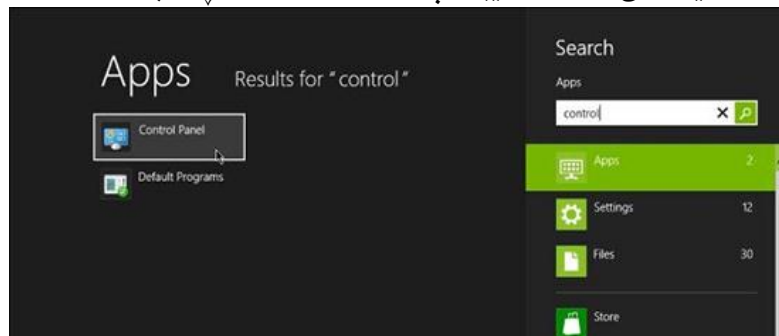 Apps
Results for "control"
Control Panel
Default Programs
Search
Apps
control
Apps 2
Settings 12
Files 30
Store